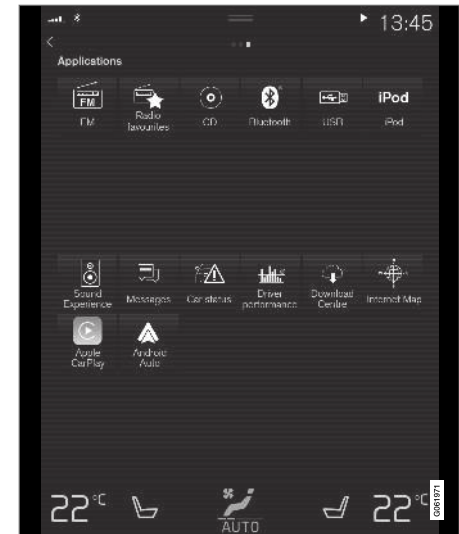 13:45
Applications
FM
iPod
FM
Radio
favourites
CD
Bluetooth
USB
iPod
Sound
Experience
Messages
Car status
Driver
performance
Download
Centre
Internet Map
Apple
CarPlay
Android
Auto
22°C
AUTO
22°C
G061971